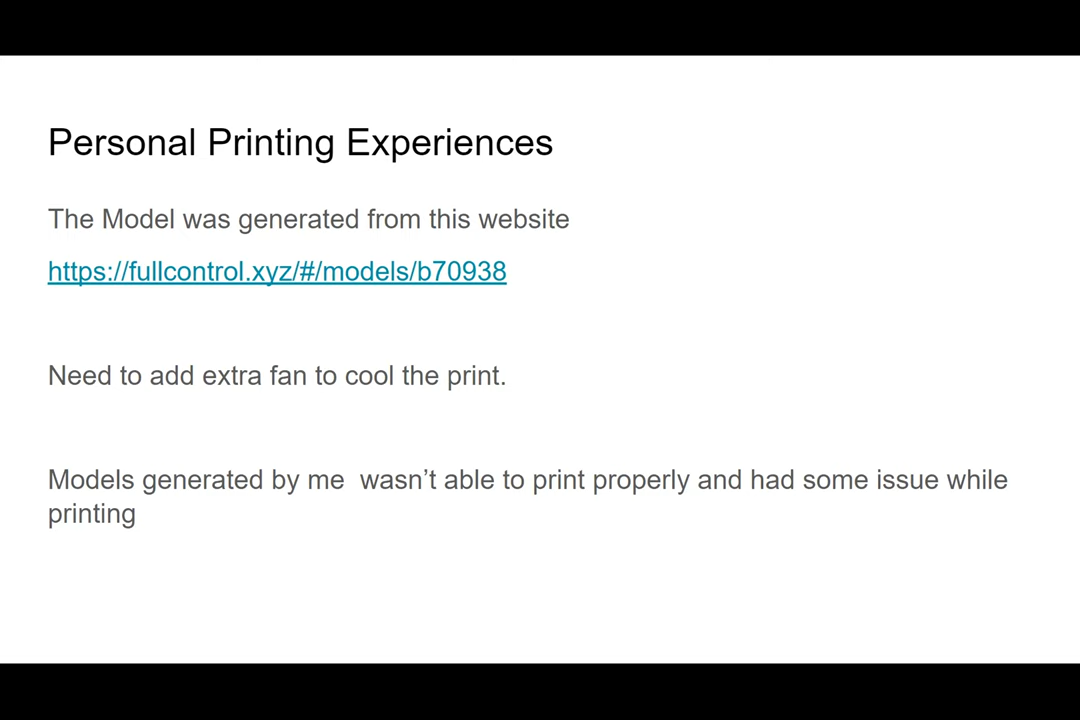 Personal Printing Experiences
The Model was generated from this website
https://fullcontrol.xyz/#/models/b70938
Need to add extra fan to cool the print.
Models generated by me  wasn’t able to print properly and had some issue while
printing